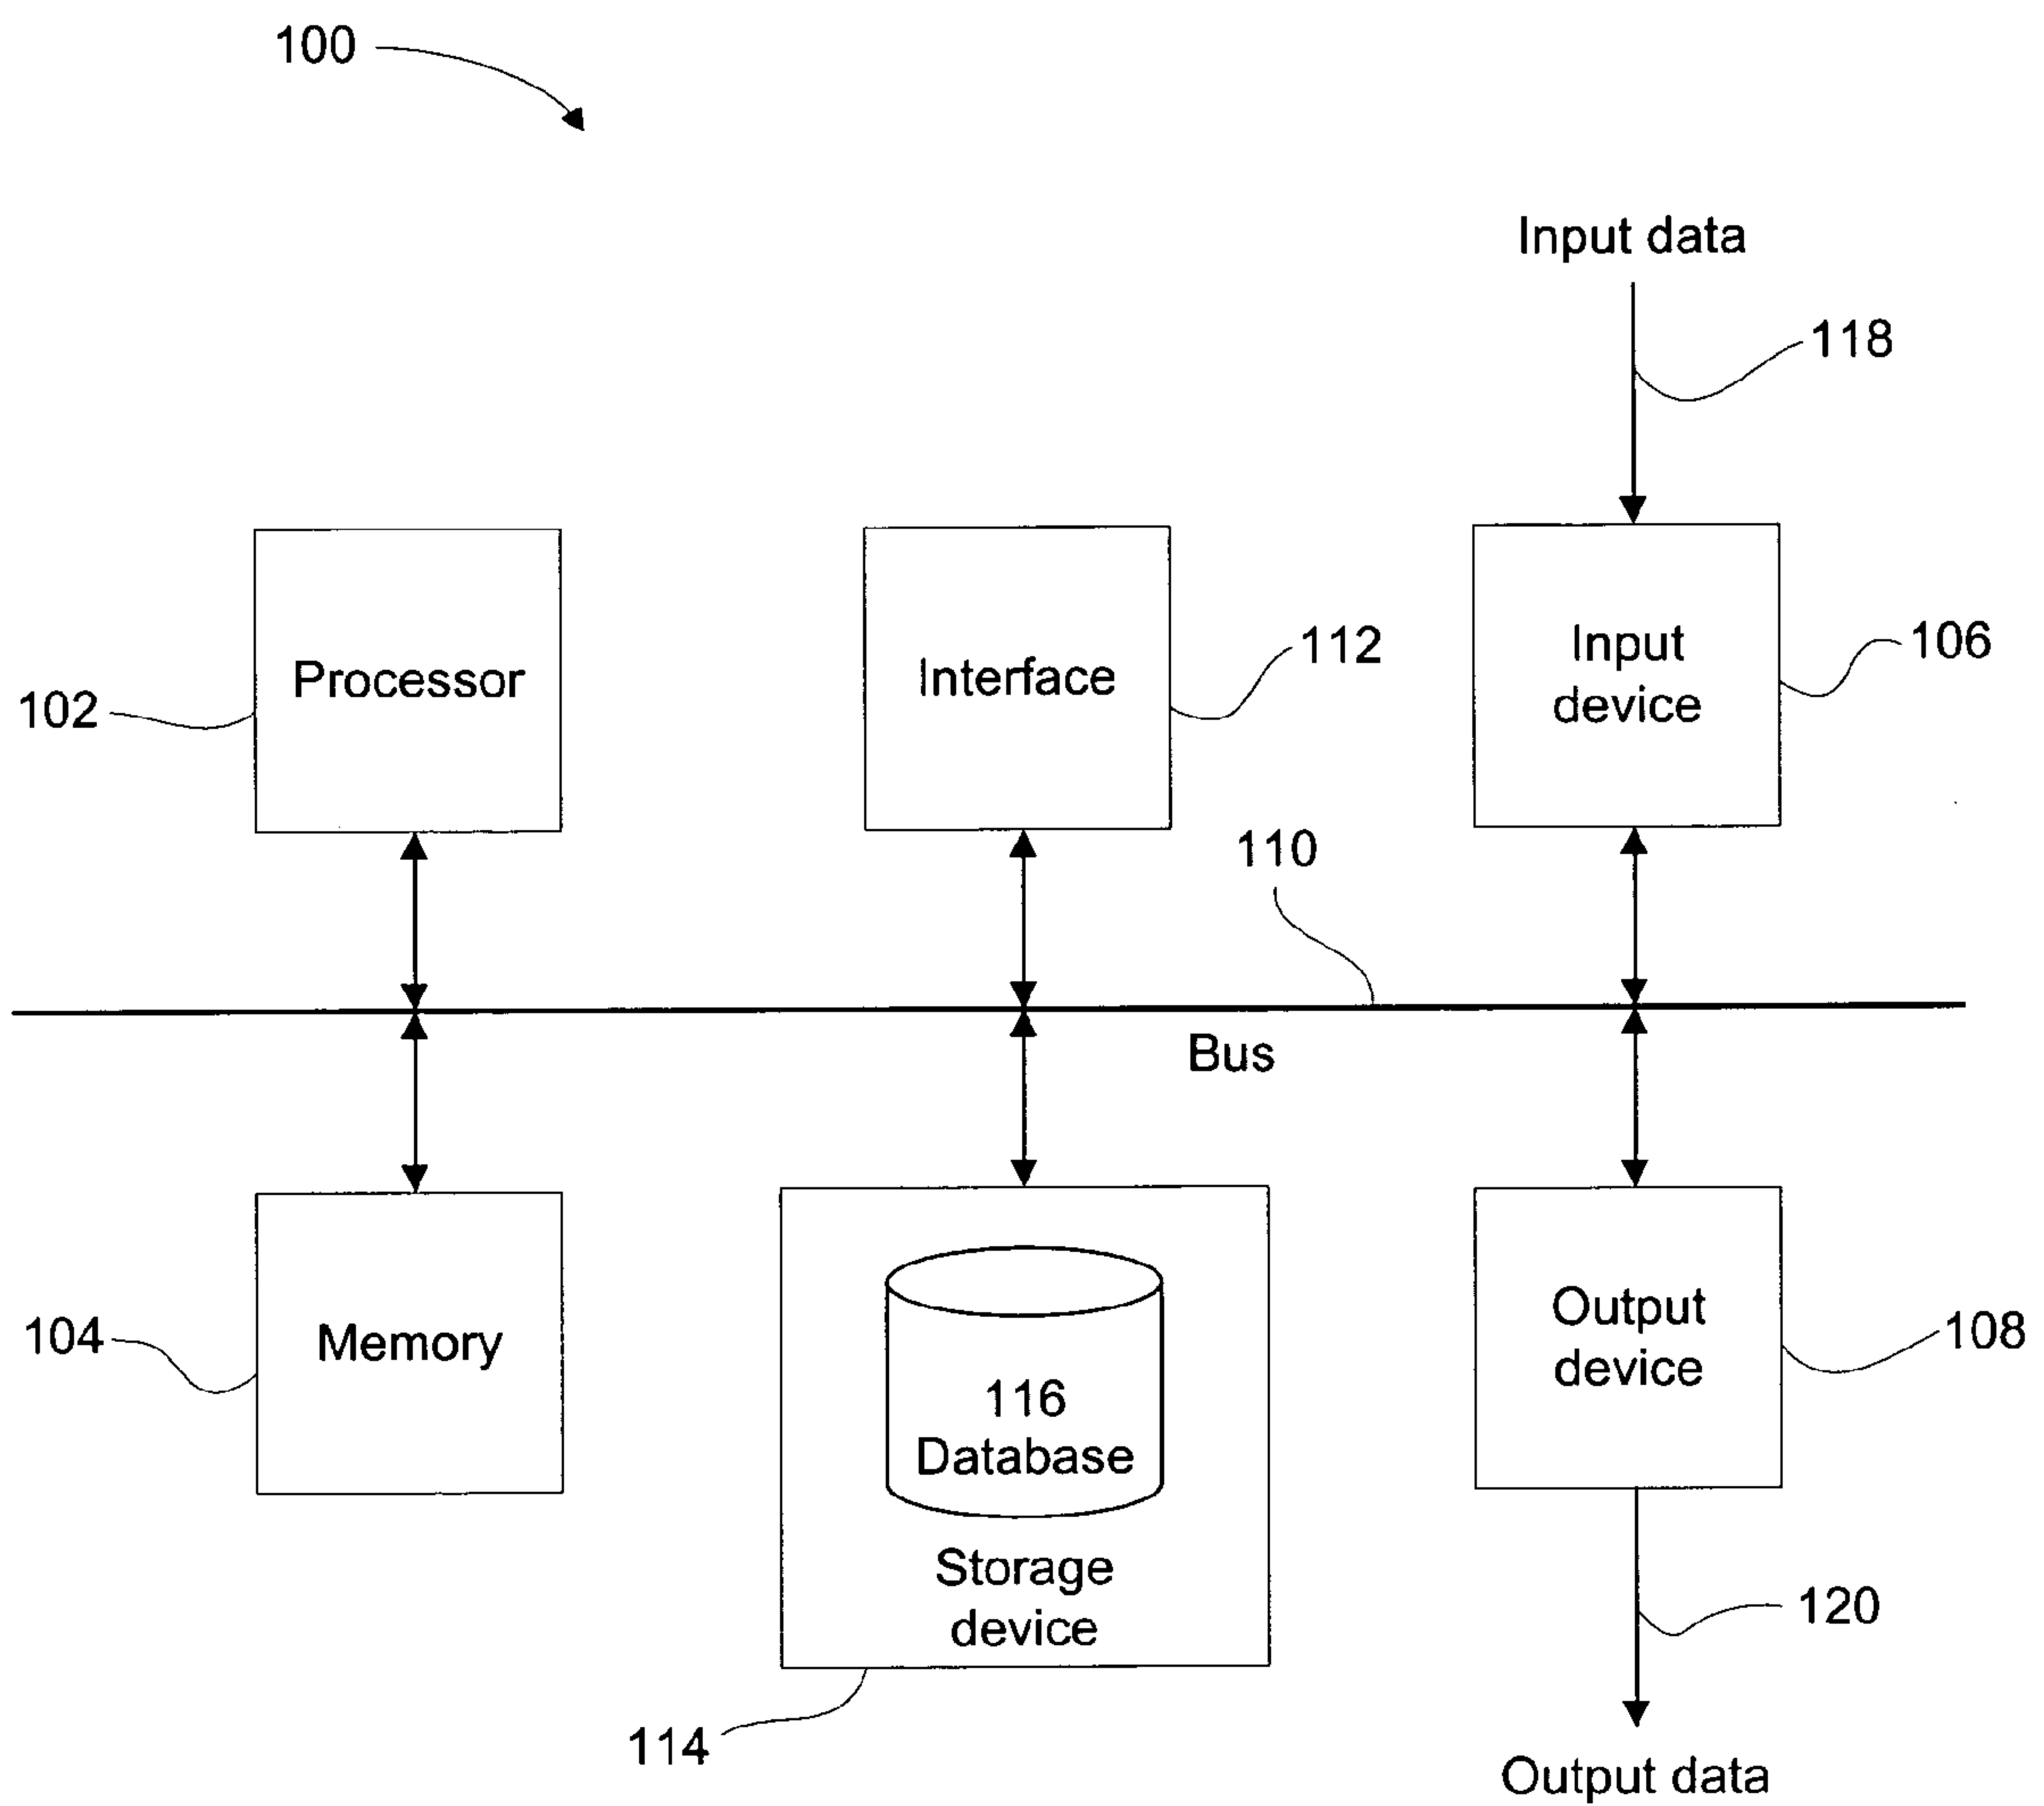 100
Input data
118
Processor
102
Interface
112
Input
device
106
110
Bus
Memory
104
116
Database
Storage
device
114
Output
device
108
120
Output data